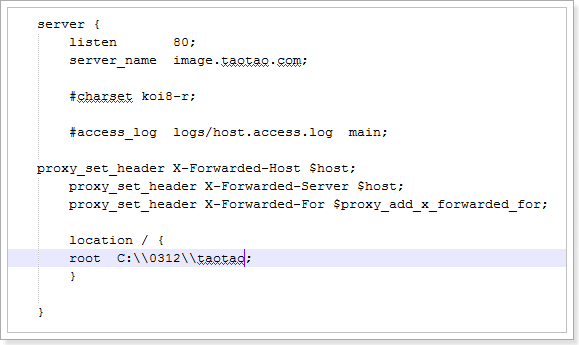 server {
listen       80;
server_name  image.taotao.com;
#charset koi8-r;
#access_log  logs/host.access.log  main;
proxy_set_header X-Forwarded-Host $host;
proxy_set_header X-Forwarded-Server $host;
proxy_set_header X-Forwarded-For $proxy_add_x_forwarded_for;
location / {
root  C:\\0312\\taotao;
}
}